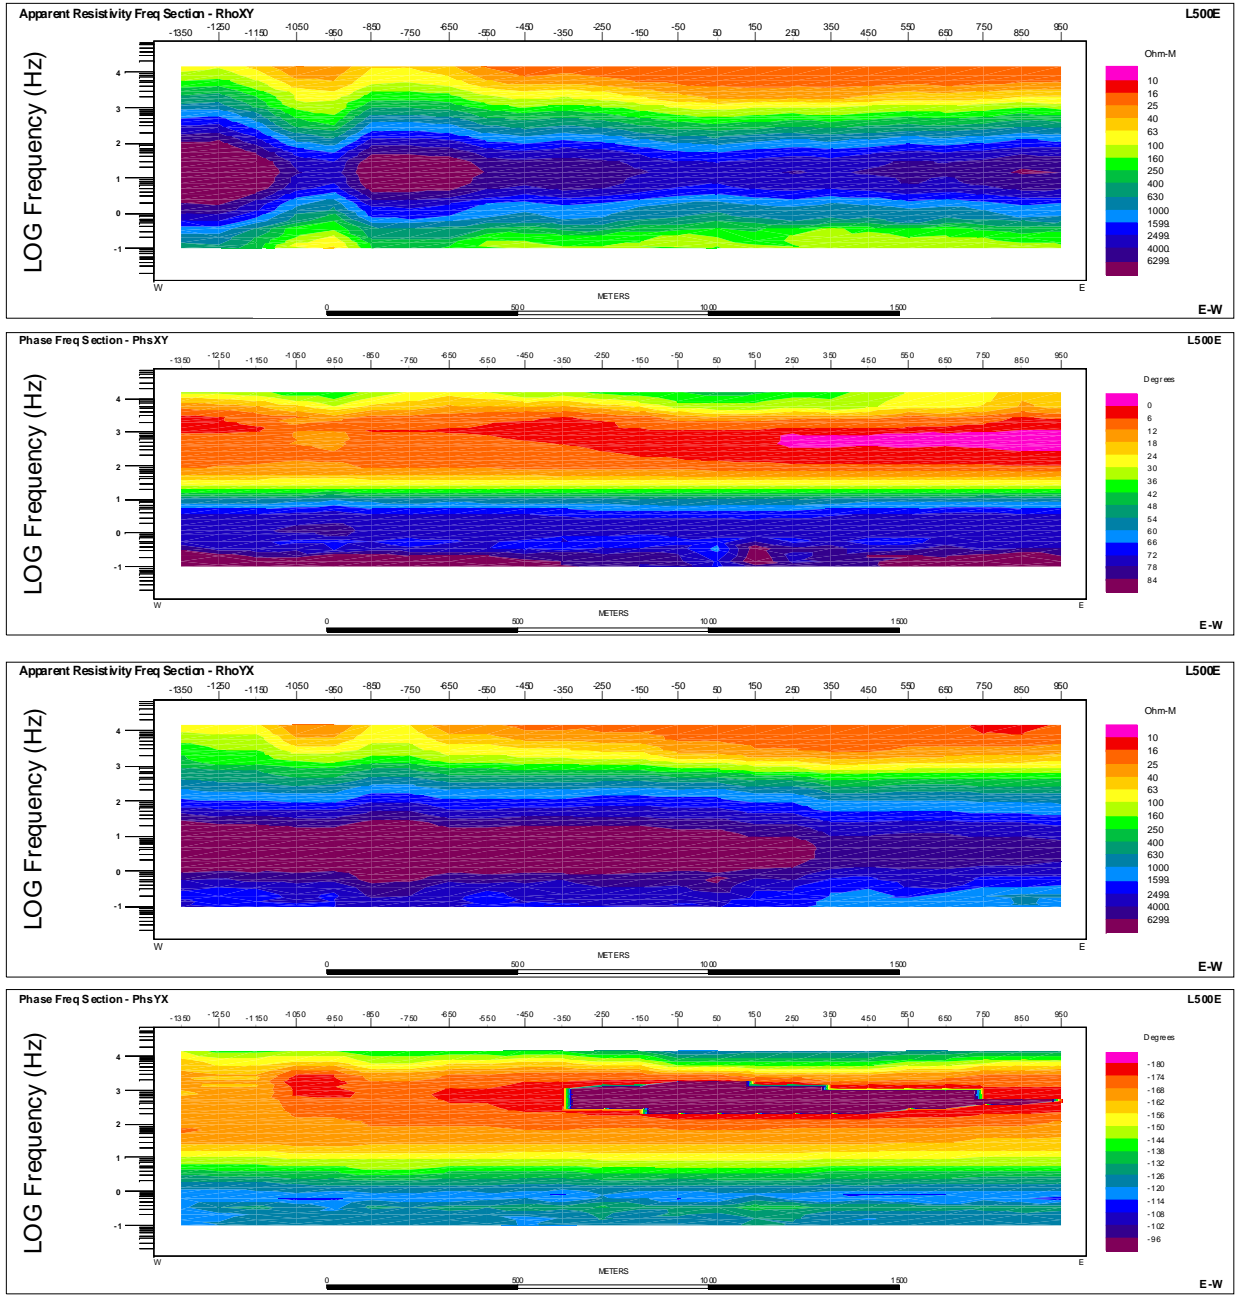 Apparent Resistivity Freq Section - RhoXY L500E
-1350 -1250 -1150 -1050 -950 -850 -750 -650 -550 -450 -350 -250 -150 -50 50 150 250 350 450 550 650 750 850 950
LOG Frequency (Hz)
4
3
2
1
0
-1
Ohm-M
10
16
25
40
63
100
160
250
400
630
1000
1599
2499
4000
6299
W E
METERS
0 500 1000 1500
E-W
Phase Freq Section - PhsXY L500E
-1350 -1250 -1150 -1050 -950 -850 -750 -650 -550 -450 -350 -250 -150 -50 50 150 250 350 450 550 650 750 850 950
LOG Frequency (Hz)
4
3
2
1
0
-1
Degrees
0
6
12
18
24
30
36
42
48
54
60
66
72
78
84
W E
METERS
0 500 1000 1500
E-W
Apparent Resistivity Freq Section - RhoYX L500E
-1350 -1250 -1150 -1050 -950 -850 -750 -650 -550 -450 -350 -250 -150 -50 50 150 250 350 450 550 650 750 850 950
LOG Frequency (Hz)
4
3
2
1
0
-1
Ohm-M
10
16
25
40
63
100
160
250
400
630
1000
1599
2499
4000
6299
W E
METERS
0 500 1000 1500
E-W
Phase Freq Section - PhsYX L500E
-1350 -1250 -1150 -1050 -950 -850 -750 -650 -550 -450 -350 -250 -150 -50 50 150 250 350 450 550 650 750 850 950
LOG Frequency (Hz)
4
3
2
1
0
-1
Degrees
-180
-174
-168
-162
-156
-150
-144
-138
-132
-126
-120
-114
-108
-102
-96
W E
METERS
0 500 1000 1500
E-W